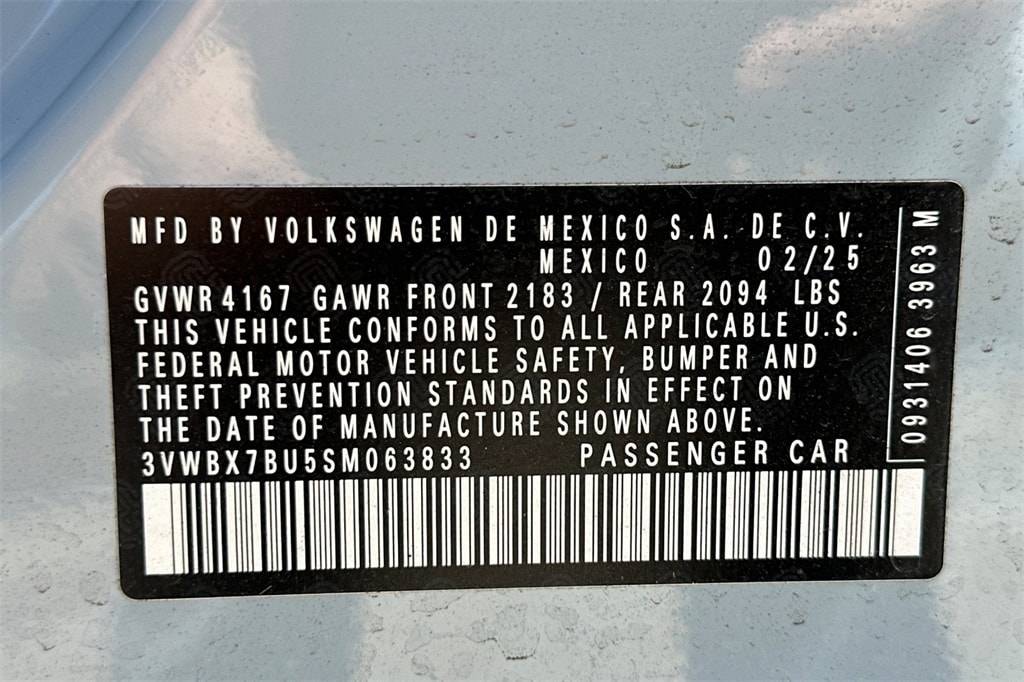 MFD BY VOLKSWAGEN DE MEXICO S.A. DE C.V.
MEXICO 02/25
GVWR 4167 GAWR FRONT 2183 / REAR 2094 LBS
THIS VEHICLE CONFORMS TO ALL APPLICABLE U.S.
FEDERAL MOTOR VEHICLE SAFETY, BUMPER AND
THEFT PREVENTION STANDARDS IN EFFECT ON
THE DATE OF MANUFACTURE SHOWN ABOVE.
3VWBX7BU5SM063833 PASSENGER CAR
0931406 3963 M